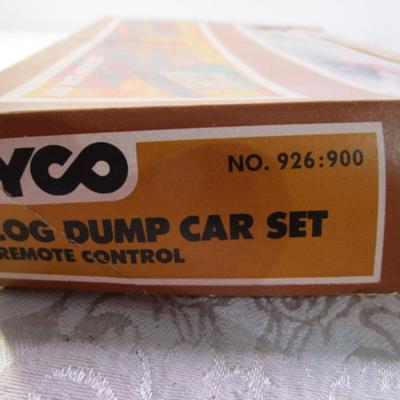 YCO
NO. 926:900
LOG DUMP CAR SET
REMOTE CONTROL